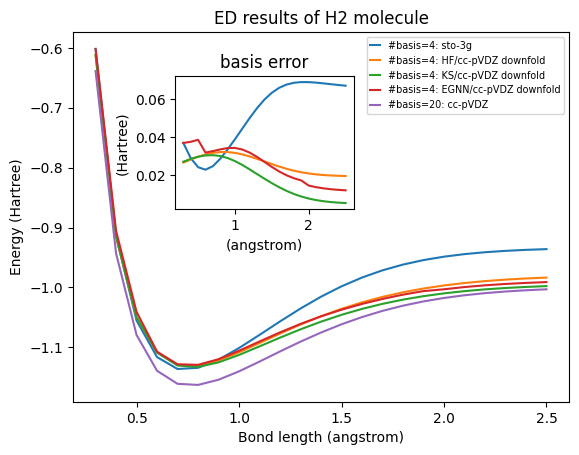 ED results of H2 molecule
#basis=4: sto-3g
#basis=4: HF/cc-pVDZ downfold
#basis=4: KS/cc-pVDZ downfold
#basis=4: EGNN/cc-pVDZ downfold
#basis=20: cc-pVDZ
basis error
(Hartree)
0.06
0.04
0.02
1
2
(angstrom)
Energy (Hartree)
−0.6
−0.7
−0.8
−0.9
−1.0
−1.1
0.5
1.0
1.5
2.0
2.5
Bond length (angstrom)